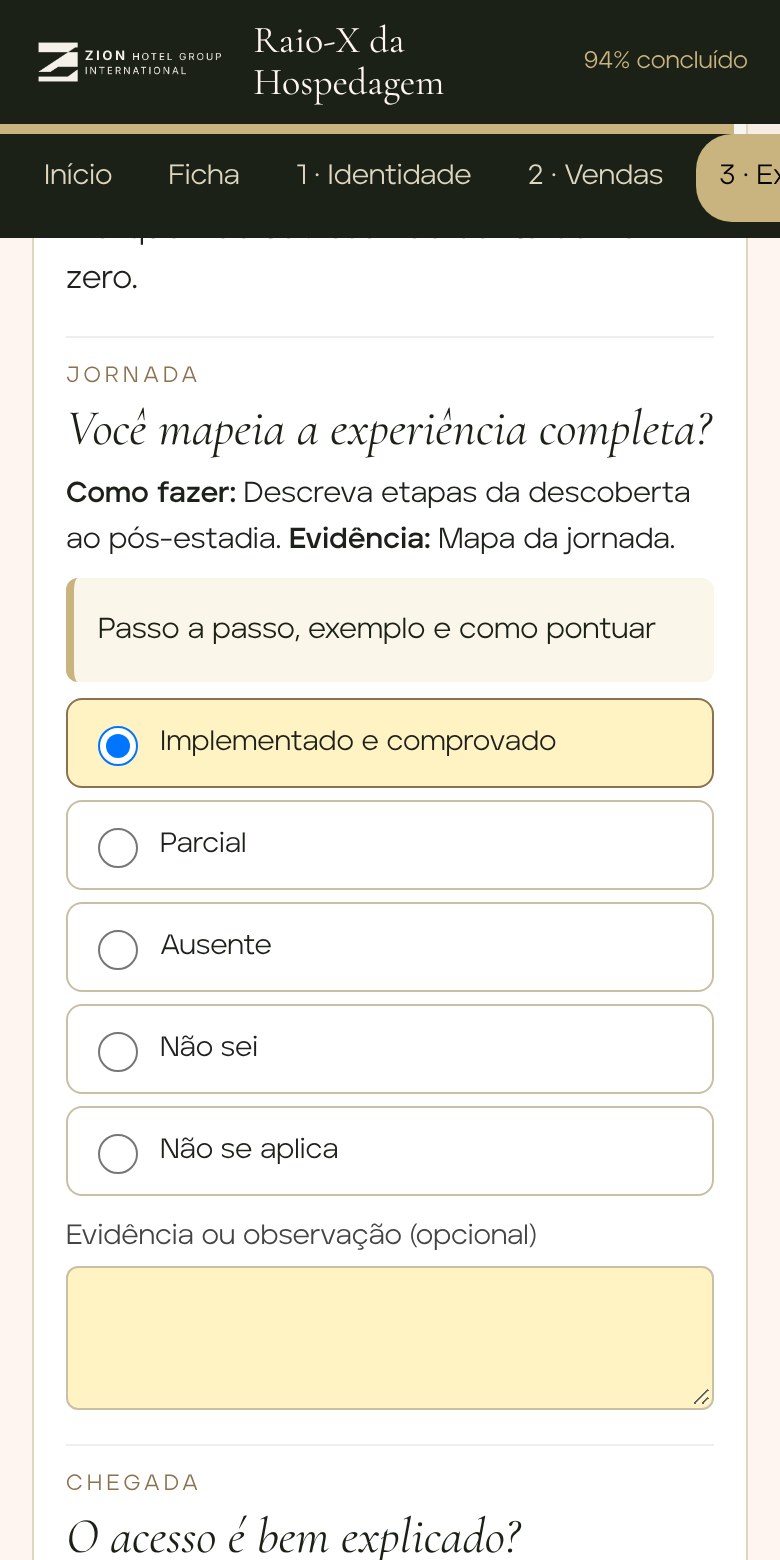 ZION HOTEL GROUP
INTERNATIONAL
Raio-X da
Hospedagem
94% concluído
Início
Ficha
1 · Identidade
2 · Vendas
3 · Ex
zero.
JORNADA
Você mapeia a experiência completa?
Como fazer: Descreva etapas da descoberta
ao pós-estadia. Evidência: Mapa da jornada.
Passo a passo, exemplo e como pontuar
Implementado e comprovado
Parcial
Ausente
Não sei
Não se aplica
Evidência ou observação (opcional)
CHEGADA
O acesso é bem explicado?